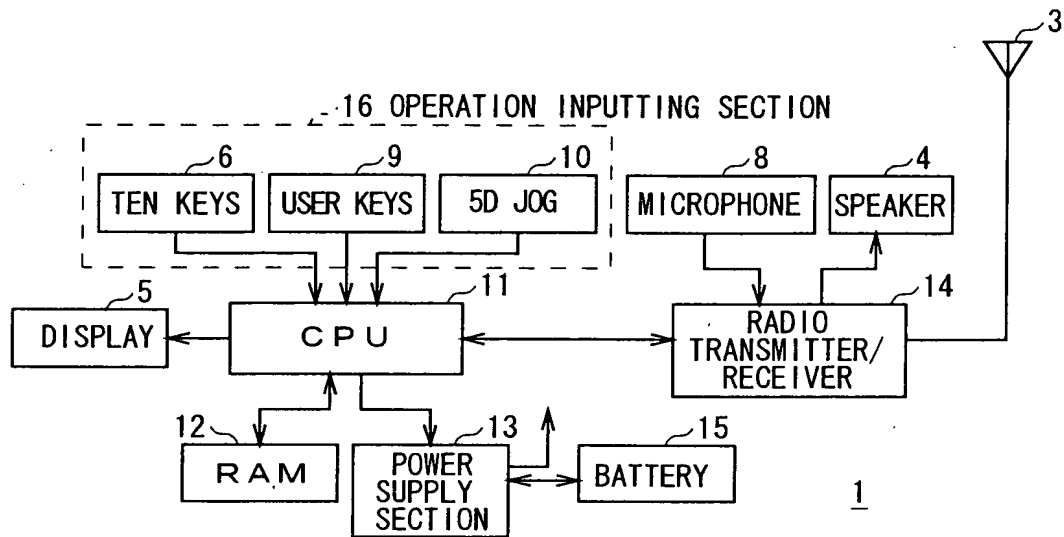 3
16 OPERATION INPUTTING SECTION
6
9
10
8
4
TEN KEYS
USER KEYS
5D JOG
MICROPHONE
SPEAKER
5
11
14
DISPLAY
CPU
RADIO
TRANSMITTER/
RECEIVER
12
13
15
RAM
POWER
SUPPLY
SECTION
BATTERY
1